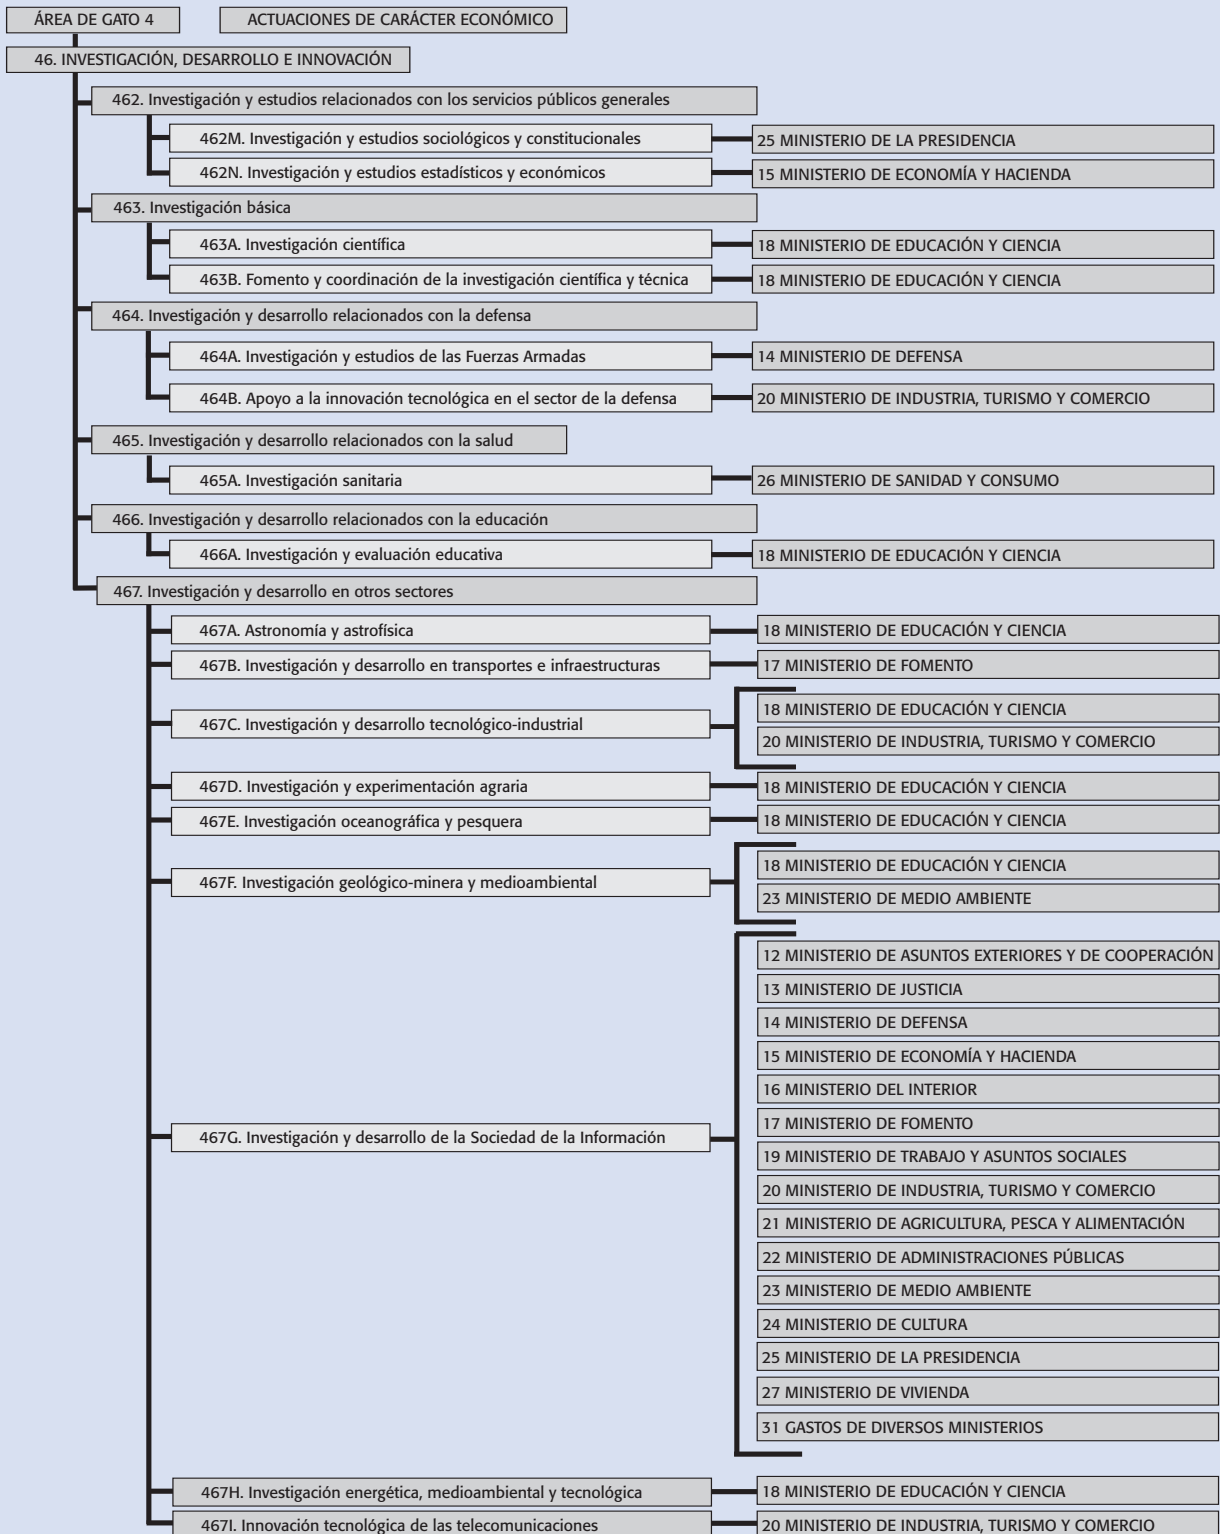 ÁREA DE GATO 4 ACTUACIONES DE CARÁCTER ECONÓMICO
46. INVESTIGACIÓN, DESARROLLO E INNOVACIÓN
462. Investigación y estudios relacionados con los servicios públicos generales
462M. Investigación y estudios sociológicos y constitucionales 25 MINISTERIO DE LA PRESIDENCIA
462N. Investigación y estudios estadísticos y económicos 15 MINISTERIO DE ECONOMÍA Y HACIENDA
463. Investigación básica
463A. Investigación científica 18 MINISTERIO DE EDUCACIÓN Y CIENCIA
463B. Fomento y coordinación de la investigación científica y técnica 18 MINISTERIO DE EDUCACIÓN Y CIENCIA
464. Investigación y desarrollo relacionados con la defensa
464A. Investigación y estudios de las Fuerzas Armadas 14 MINISTERIO DE DEFENSA
464B. Apoyo a la innovación tecnológica en el sector de la defensa 20 MINISTERIO DE INDUSTRIA, TURISMO Y COMERCIO
465. Investigación y desarrollo relacionados con la salud
465A. Investigación sanitaria 26 MINISTERIO DE SANIDAD Y CONSUMO
466. Investigación y desarrollo relacionados con la educación
466A. Investigación y evaluación educativa 18 MINISTERIO DE EDUCACIÓN Y CIENCIA
467. Investigación y desarrollo en otros sectores
467A. Astronomía y astrofísica 18 MINISTERIO DE EDUCACIÓN Y CIENCIA
467B. Investigación y desarrollo en transportes e infraestructuras 17 MINISTERIO DE FOMENTO
467C. Investigación y desarrollo tecnológico-industrial
18 MINISTERIO DE EDUCACIÓN Y CIENCIA
20 MINISTERIO DE INDUSTRIA, TURISMO Y COMERCIO
467D. Investigación y experimentación agraria 18 MINISTERIO DE EDUCACIÓN Y CIENCIA
467E. Investigación oceanográfica y pesquera 18 MINISTERIO DE EDUCACIÓN Y CIENCIA
467F. Investigación geológico-minera y medioambiental
18 MINISTERIO DE EDUCACIÓN Y CIENCIA
23 MINISTERIO DE MEDIO AMBIENTE
467G. Investigación y desarrollo de la Sociedad de la Información
12 MINISTERIO DE ASUNTOS EXTERIORES Y DE COOPERACIÓN
13 MINISTERIO DE JUSTICIA
14 MINISTERIO DE DEFENSA
15 MINISTERIO DE ECONOMÍA Y HACIENDA
16 MINISTERIO DEL INTERIOR
17 MINISTERIO DE FOMENTO
19 MINISTERIO DE TRABAJO Y ASUNTOS SOCIALES
20 MINISTERIO DE INDUSTRIA, TURISMO Y COMERCIO
21 MINISTERIO DE AGRICULTURA, PESCA Y ALIMENTACIÓN
22 MINISTERIO DE ADMINISTRACIONES PÚBLICAS
23 MINISTERIO DE MEDIO AMBIENTE
24 MINISTERIO DE CULTURA
25 MINISTERIO DE LA PRESIDENCIA
27 MINISTERIO DE VIVIENDA
31 GASTOS DE DIVERSOS MINISTERIOS
467H. Investigación energética, medioambiental y tecnológica 18 MINISTERIO DE EDUCACIÓN Y CIENCIA
467I. Innovación tecnológica de las telecomunicaciones 20 MINISTERIO DE INDUSTRIA, TURISMO Y COMERCIO